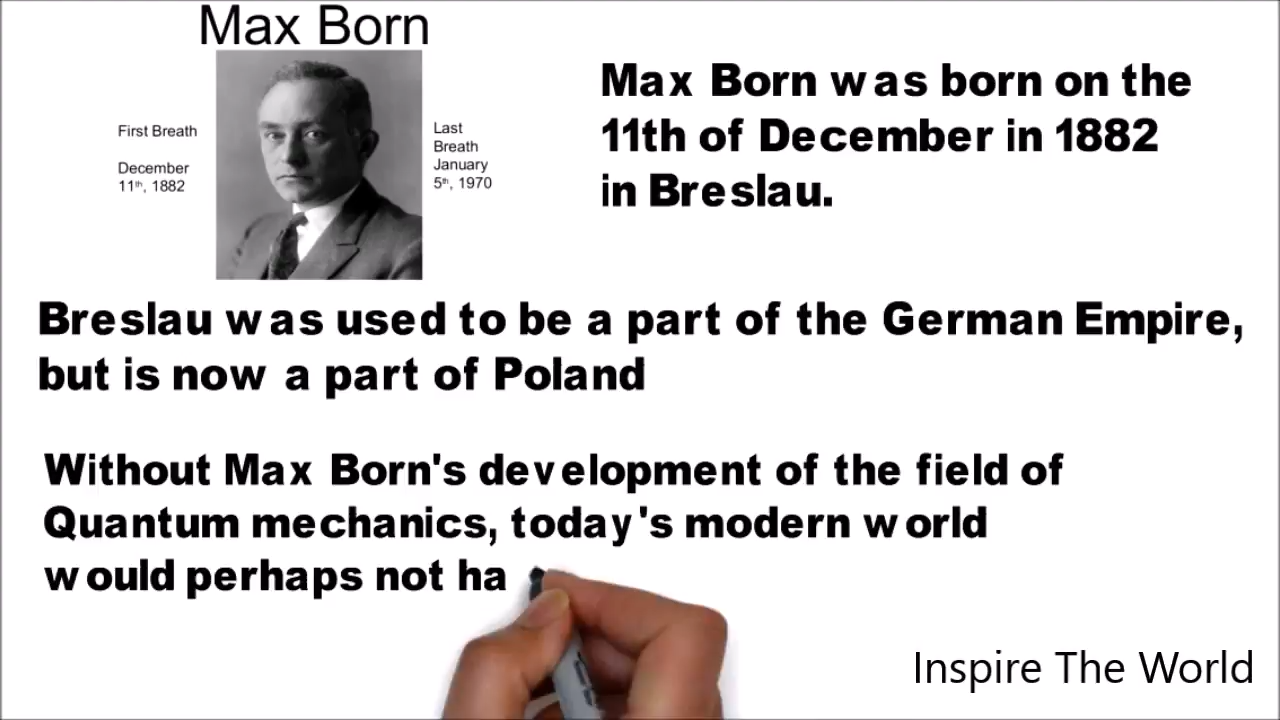 Max Born
First Breath
December
11th, 1882
Last
Breath
January
5th, 1970
Max Born was born on the
11th of December in 1882
in Breslau.
Breslau was used to be a part of the German Empire,
but is now a part of Poland
Without Max Born's development of the field of
Quantum mechanics, today's modern world
would perhaps not ha
Inspire The World